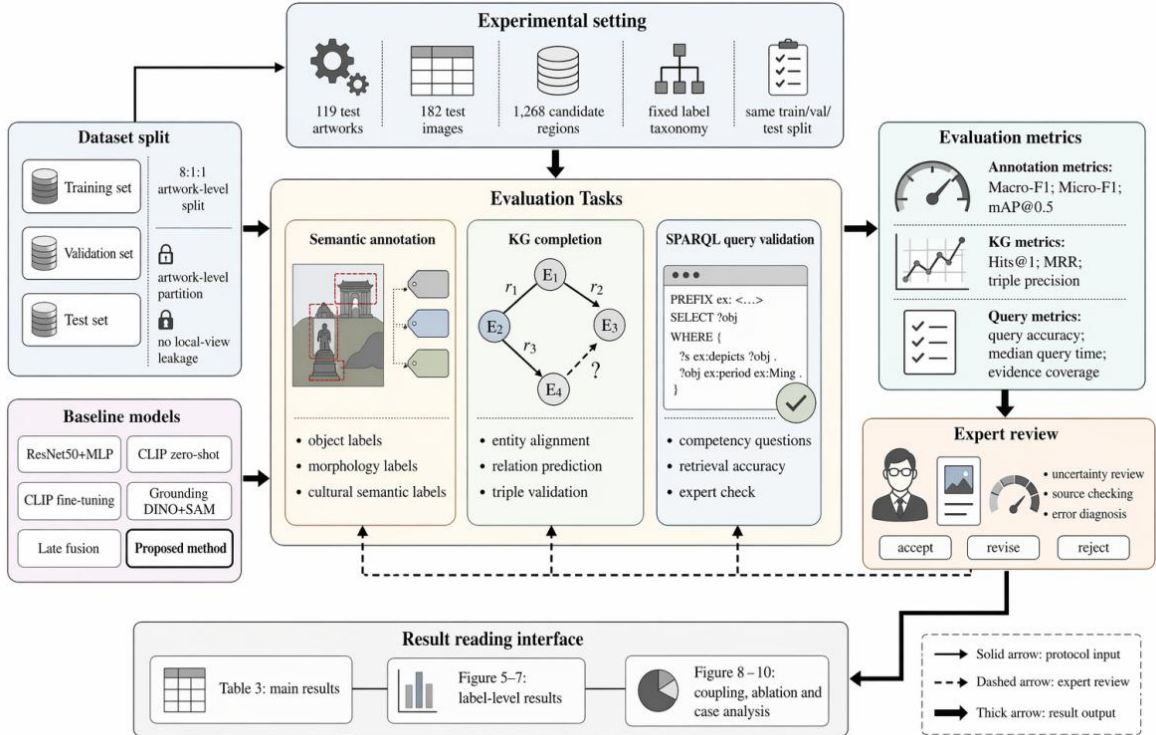 Experimental setting
119 test
artworks
182 test
images
1,268 candidate
regions
fixed label
taxonomy
same train/val/
test split
Dataset split
Training set
Validation set
Test set
8:1:1
artwork-level
split
artwork-level
partition
no local-view
leakage
Baseline models
ResNet50+MLP
CLIP zero-shot
CLIP fine-tuning
Grounding
DINO+SAM
Late fusion
Proposed method
Evaluation Tasks
Semantic annotation
• object labels
• morphology labels
• cultural semantic labels
KG completion
E1
r1
r2
E2
E3
r3
?
E4
• entity alignment
• relation prediction
• triple validation
SPARQL query validation
PREFIX ex: <...>
SELECT ?obj
WHERE {
?s ex:depicts ?obj .
?obj ex:period ex:Ming .
}
• competency questions
• retrieval accuracy
• expert check
Evaluation metrics
Annotation metrics:
Macro-F1; Micro-F1;
mAP@0.5
KG metrics:
Hits@1; MRR;
triple precision
Query metrics:
query accuracy;
median query time;
evidence coverage
Expert review
• uncertainty review
• source checking
• error diagnosis
accept
revise
reject
Result reading interface
Table 3: main results
Figure 5–7:
label-level results
Figure 8–10:
coupling, ablation and
case analysis
Solid arrow: protocol input
Dashed arrow: expert review
Thick arrow: result output